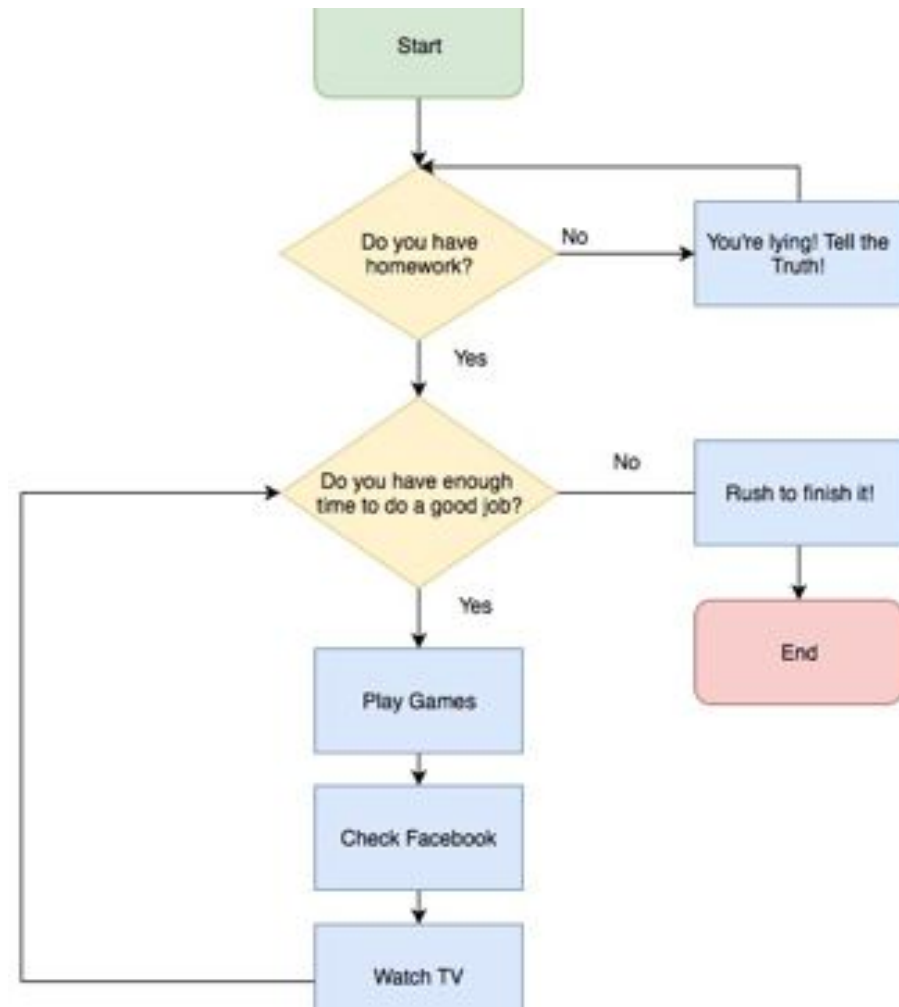 Start
Do you have
homework?
No
You're lying! Tell the
Truth!
Yes
Do you have enough
time to do a good job?
No
Rush to finish it!
Yes
End
Play Games
Check Facebook
Watch TV